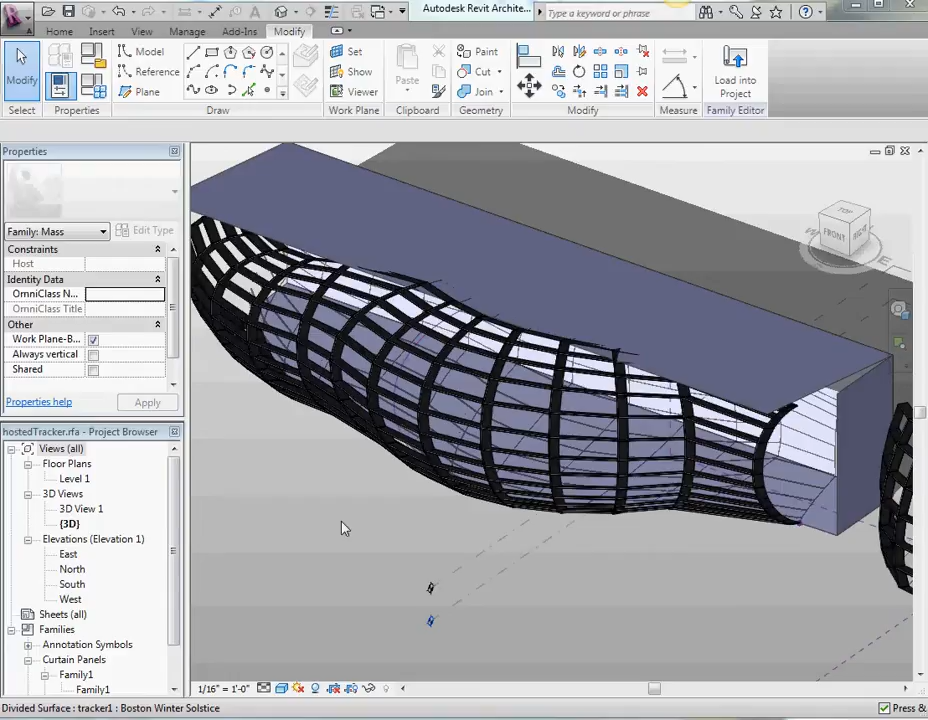 Autodesk Revit Archite...
Type a keyword or phrase
Home Insert View Manage Add-Ins Modify
Modify
Model
Reference
Plane
Set
Show
Viewer
Paste
Paint
Cut
Join
Load into
Project
Select Properties Draw Work Plane Clipboard Geometry Modify Measure Family Editor
Properties
Family: Mass
Edit Type
Constraints
Host
Identity Data
OmniClass N...
OmniClass Title
Other
Work Plane-B...
Always vertical
Shared
Properties help
Apply
hostedTracker.rfa - Project Browser
Views (all)
Floor Plans
Level 1
3D Views
3D View 1
{3D}
Elevations (Elevation 1)
East
North
South
West
Sheets (all)
Families
Annotation Symbols
Curtain Panels
Family1
Family1
TOP
FRONT
RIGHT
W
E
1/16" = 1'-0"
Divided Surface : tracker1 : Boston Winter Solstice
Press &